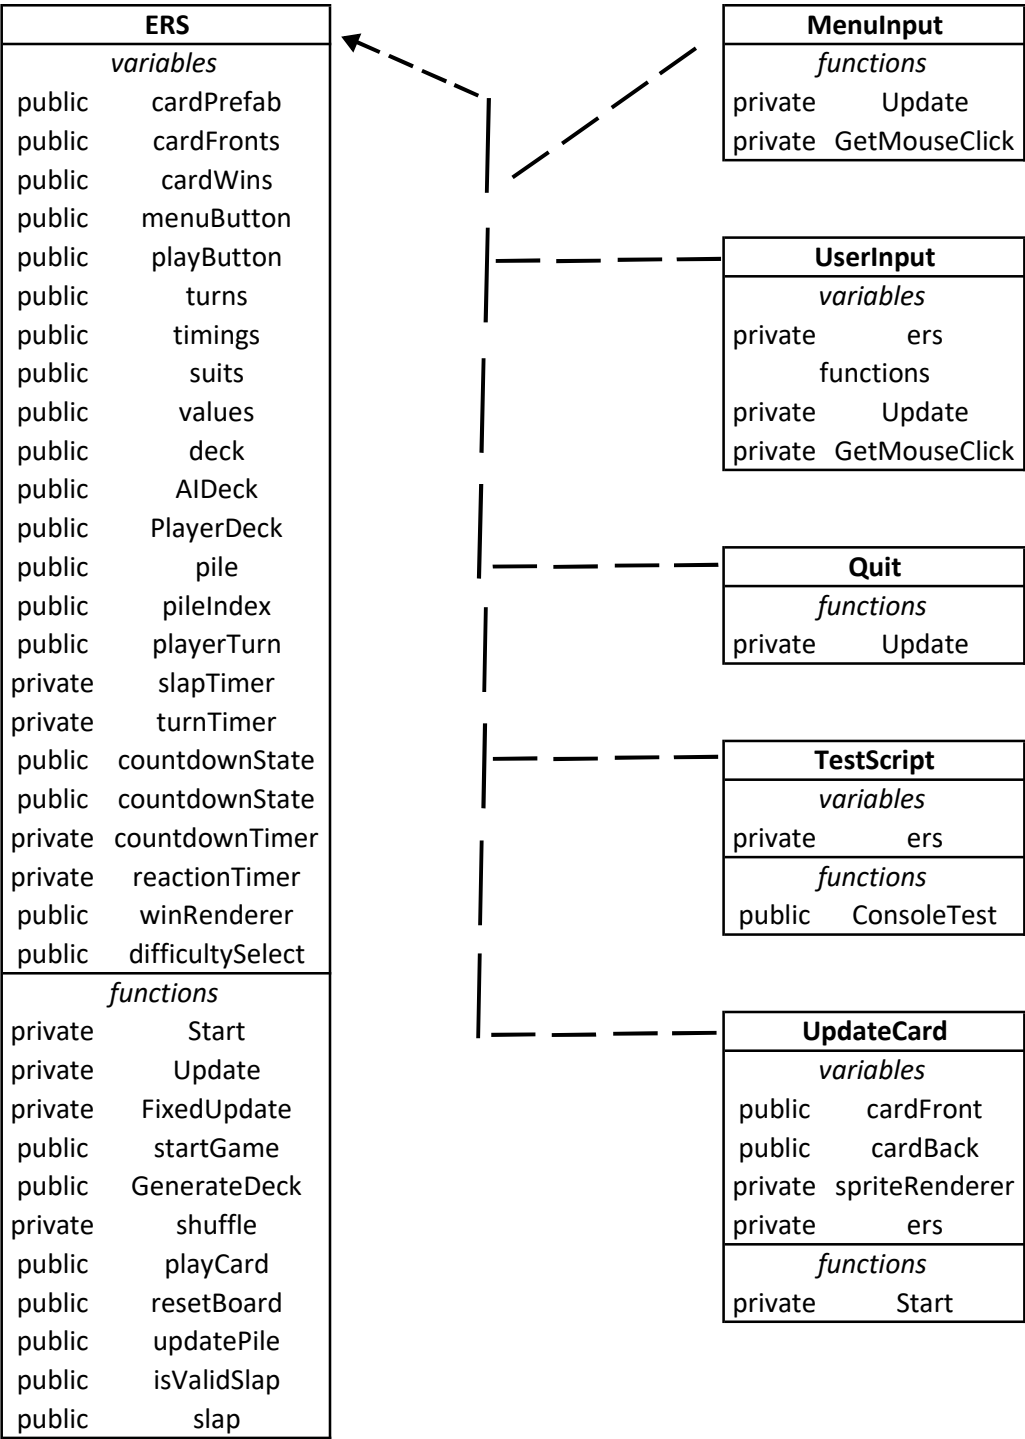 ERS
variables
public cardPrefab
public cardFronts
public cardWins
public menuButton
public playButton
public turns
public timings
public suits
public values
public deck
public AIDeck
public PlayerDeck
public pile
public pileIndex
public playerTurn
private slapTimer
private turnTimer
public countdownState
public countdownState
private countdownTimer
private reactionTimer
public winRenderer
public difficultySelect
functions
private Start
private Update
private FixedUpdate
public startGame
public GenerateDeck
private shuffle
public playCard
public resetBoard
public updatePile
public isValidSlap
public slap
MenuInput
functions
private Update
private GetMouseClick
UserInput
variables
private ers
functions
private Update
private GetMouseClick
Quit
functions
private Update
TestScript
variables
private ers
functions
public ConsoleTest
UpdateCard
variables
public cardFront
public cardBack
private spriteRenderer
private ers
functions
private Start